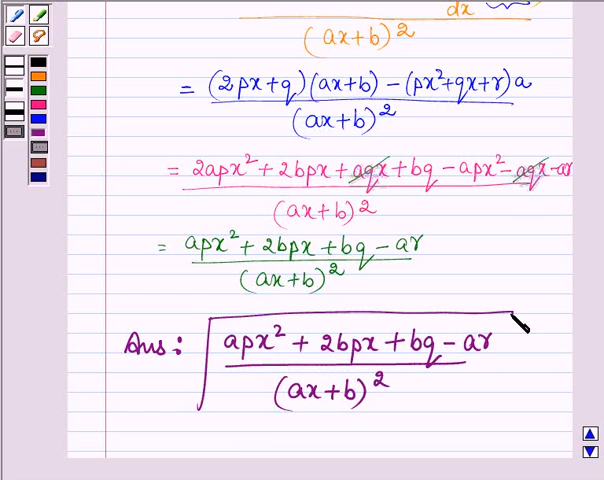 dx
(ax+b)²
= (2px+q)(ax+b) - (px²+qx+r)a
(ax+b)²
= 2apx² + 2bpx + aqx + bq - apx² - aqx - ar
(ax+b)²
= apx² + 2bpx + bq - ar
(ax+b)²
Ans: apx² + 2bpx + bq - ar
(ax+b)²